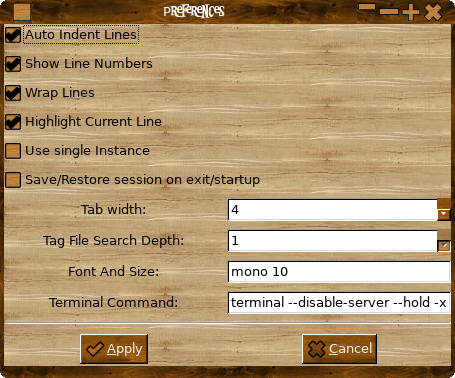 PREFERENCES
Auto Indent Lines
Show Line Numbers
Wrap Lines
Highlight Current Line
Use single Instance
Save/Restore session on exit/startup
Tab width: 4
Tag File Search Depth: 1
Font And Size: mono 10
Terminal Command: terminal --disable-server --hold -x
Apply Cancel